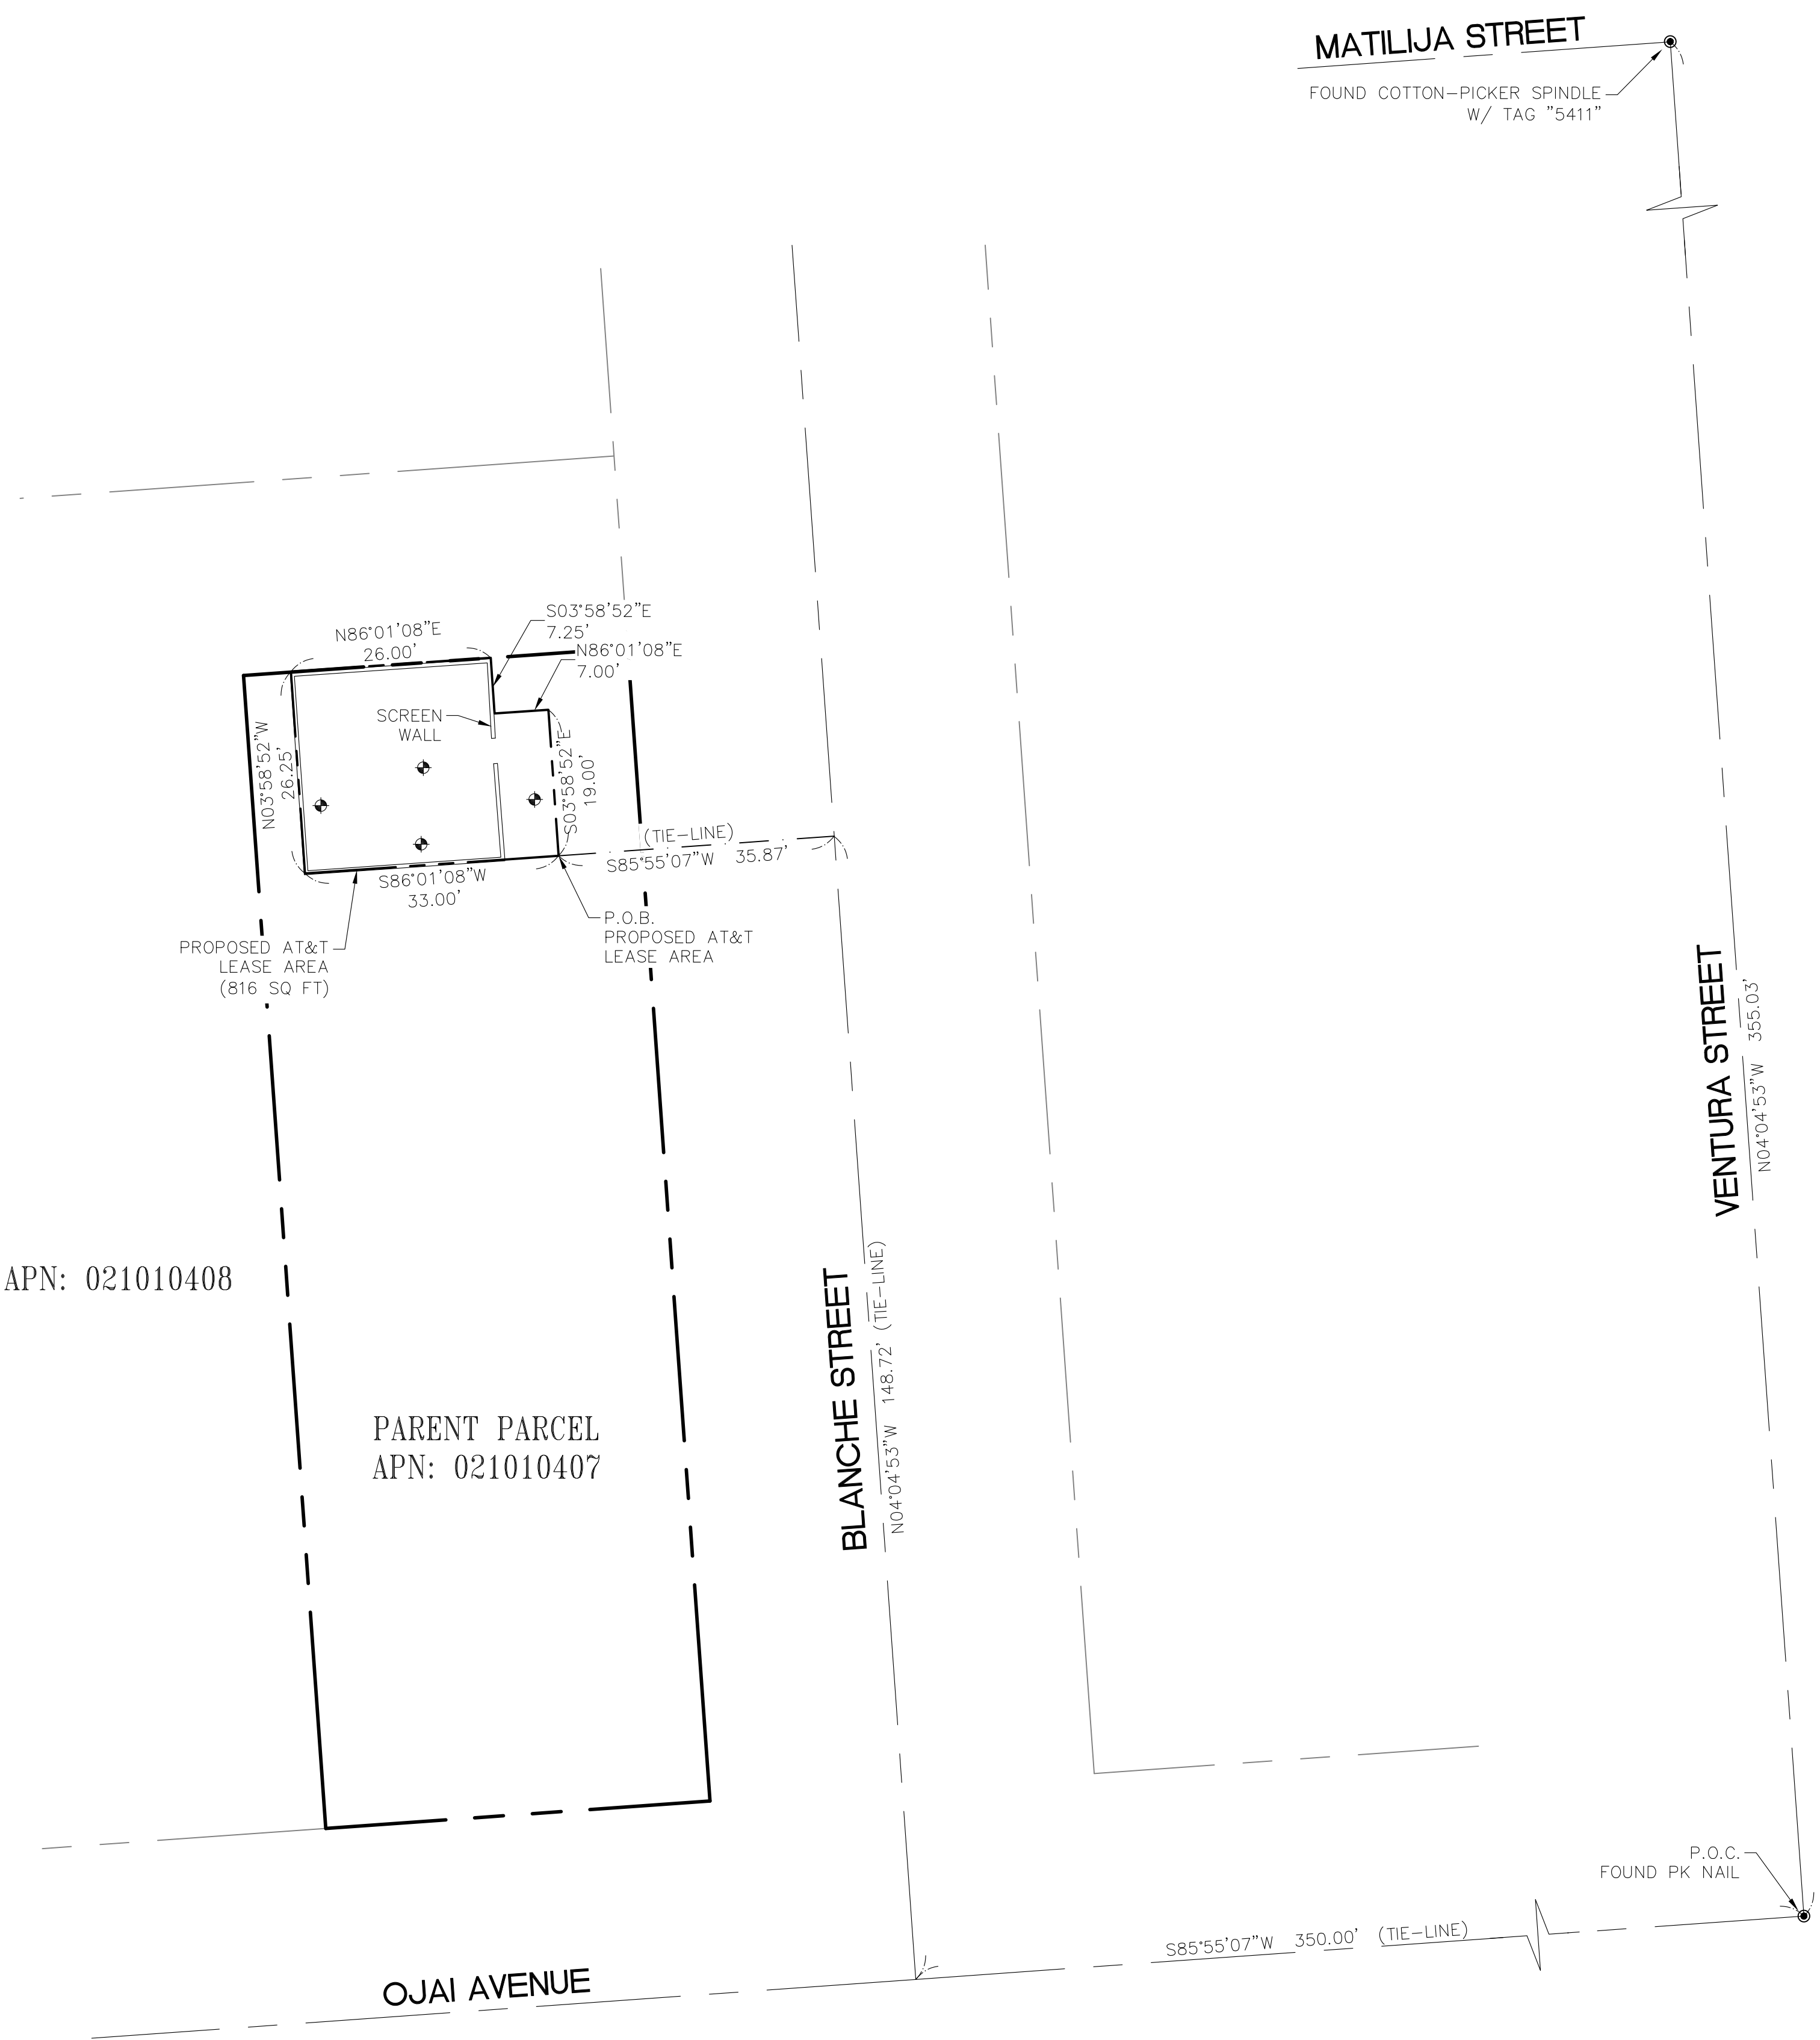 MATILIJA STREET
FOUND COTTON-PICKER SPINDLE
W/ TAG "5411"
S03°58'52"E
7.25'
N86°01'08"E
26.00'
N86°01'08"E
7.00'
SCREEN
WALL
N03°58'52"W
26.25'
S03°58'52"E
19.00'
(TIE-LINE)
S85°55'07"W 35.87'
S86°01'08"W
33.00'
P.O.B.
PROPOSED AT&T
LEASE AREA
PROPOSED AT&T
LEASE AREA
(816 SQ FT)
VENTURA STREET
N04°04'53"W 355.03'
BLANCHE STREET
N04°04'53"W 148.72' (TIE-LINE)
APN: 021010408
PARENT PARCEL
APN: 021010407
P.O.C.
FOUND PK NAIL
S85°55'07"W 350.00' (TIE-LINE)
OJAI AVENUE